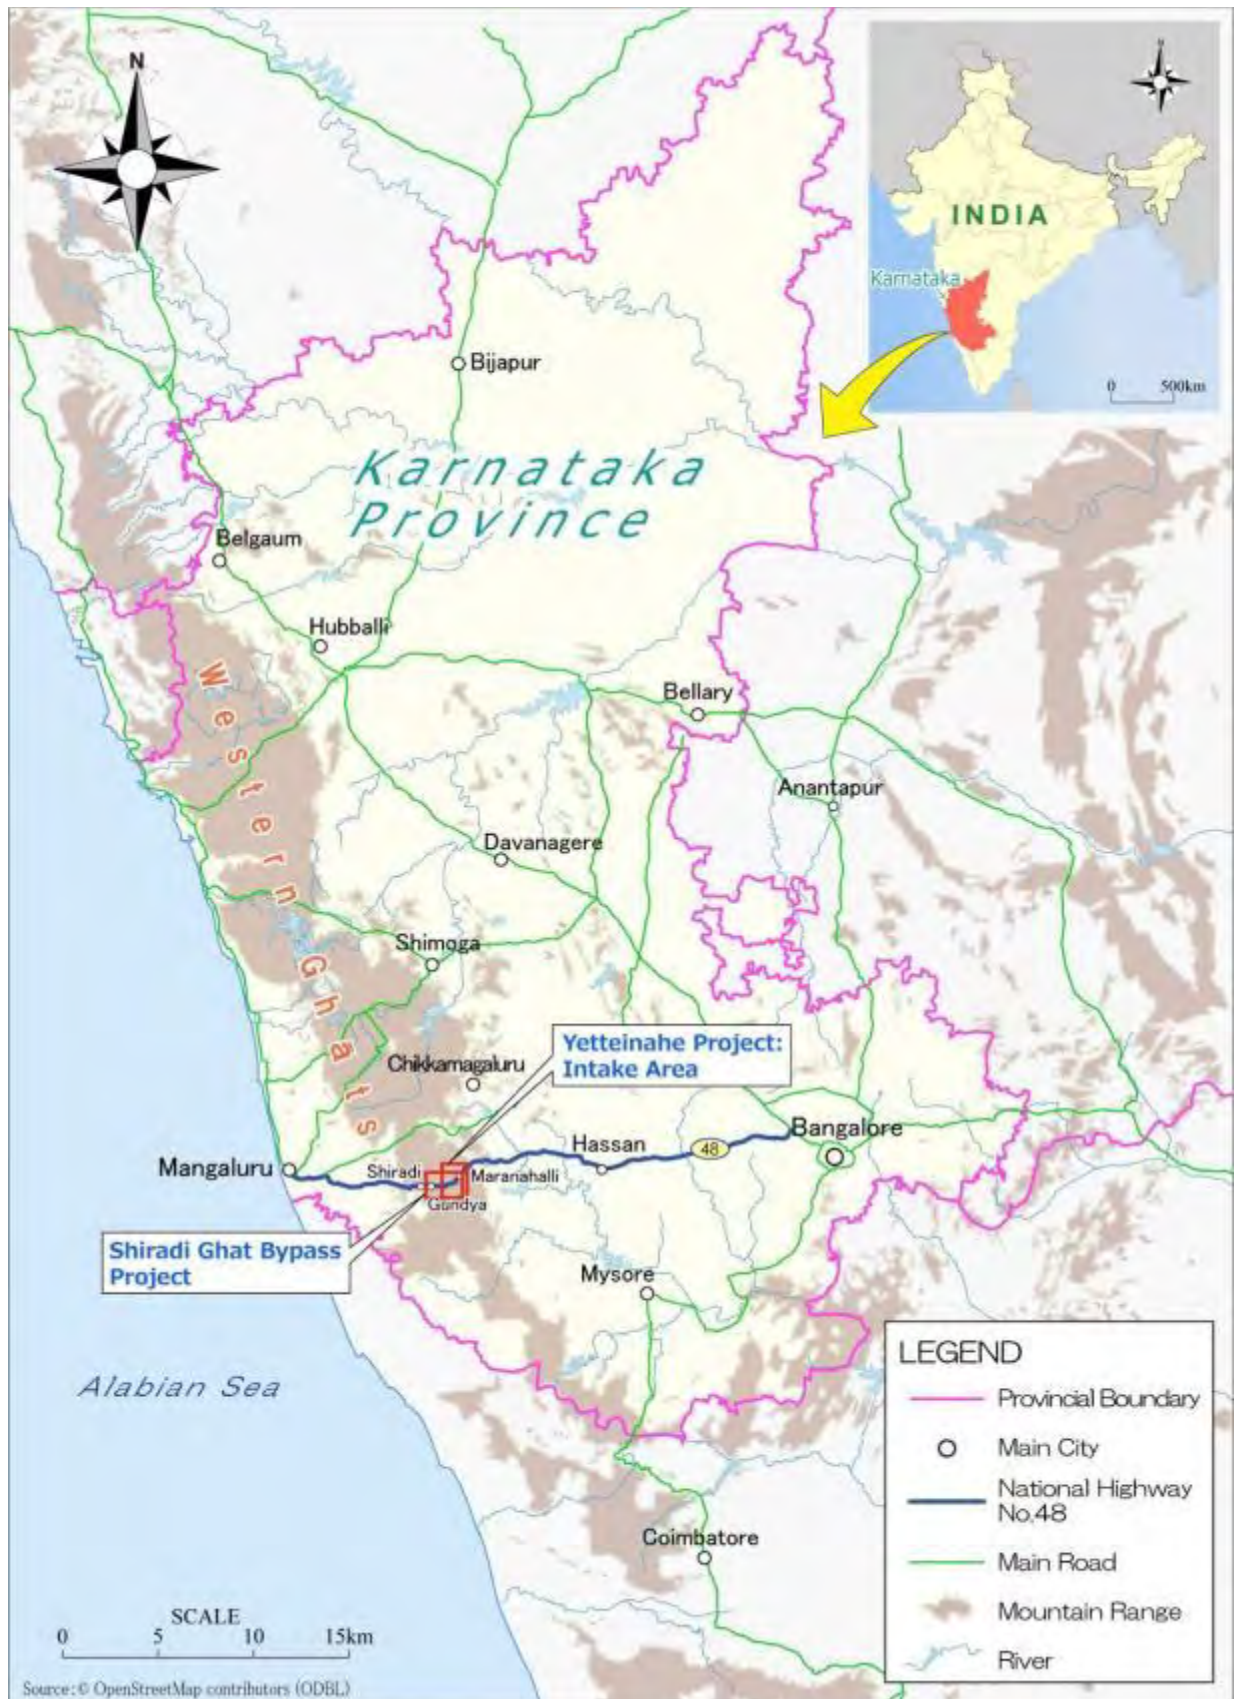 N
N
INDIA
Karnataka
0 500km
Bijapur
Karnataka
Province
Belgaum
Hubballi
Western Ghats
Bellary
Anantapur
Davanagere
Shimoga
Yetteinahe Project:
Intake Area
Chikkamagaluru
Hassan
48
Bangalore
Mangaluru
Shiradi
Maranahalli
Gundya
Shiradi Ghat Bypass
Project
Mysore
Alabian Sea
Coimbatore
LEGEND
Provincial Boundary
Main City
National Highway
No.48
Main Road
Mountain Range
River
SCALE
0 5 10 15km
Source: © OpenStreetMap contributors (ODBL)